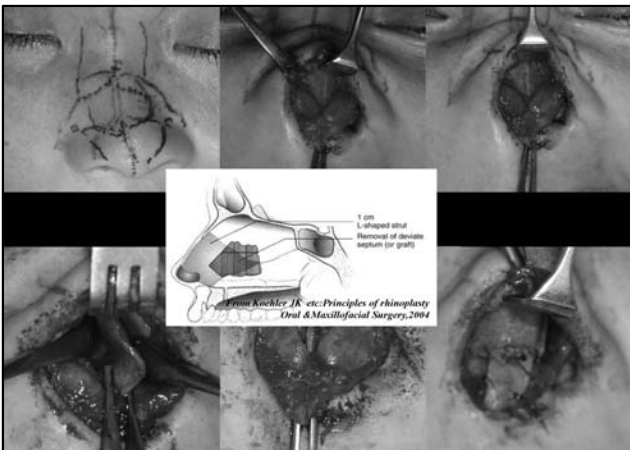 1 cm
L-shaped strut
Removal of deviate
septum (or graft)
From Koehler JK etc:Principles of rhinoplasty
Oral &Maxillofacial Surgery,2004